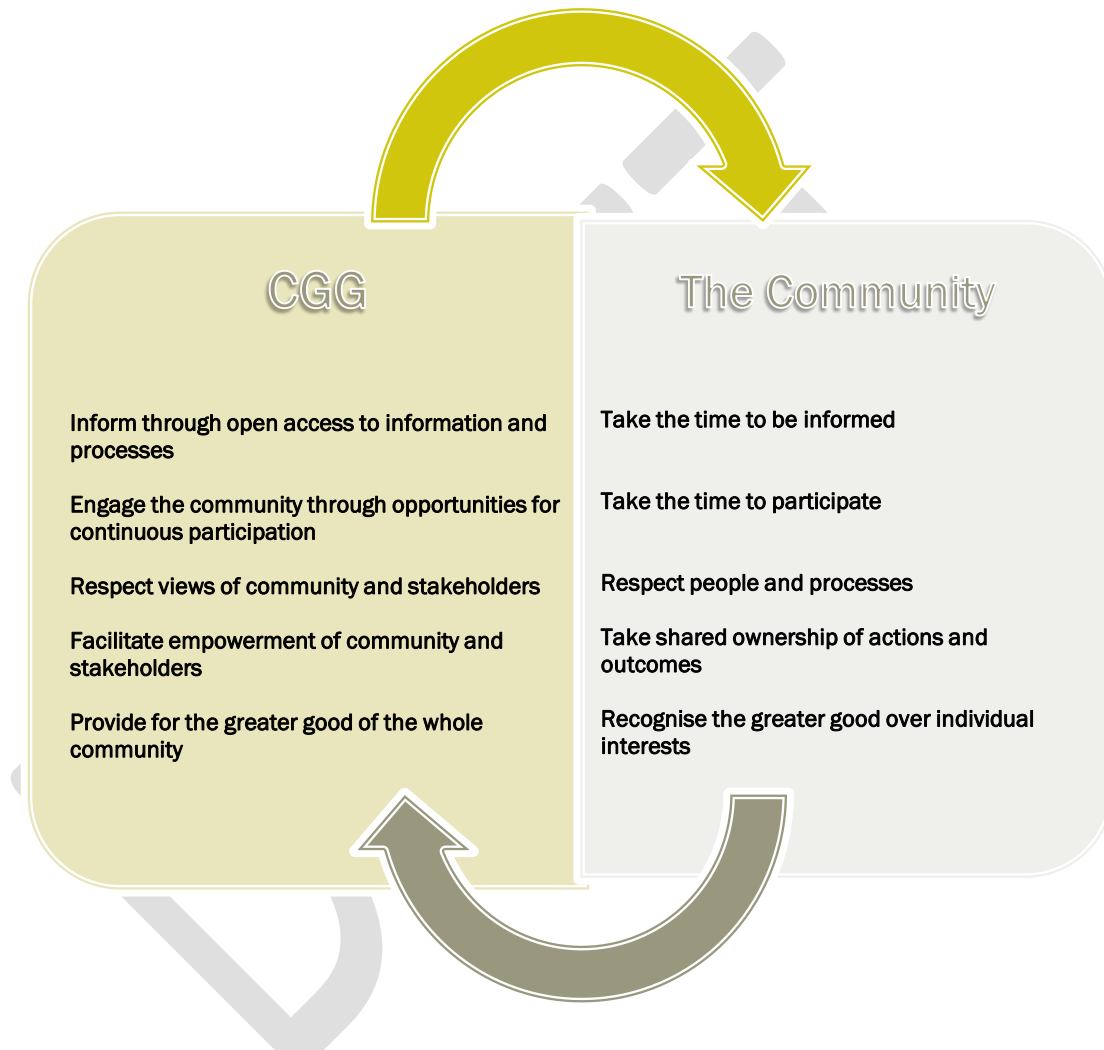 CGG
Inform through open access to information and
processes
Engage the community through opportunities for
continuous participation
Respect views of community and stakeholders
Facilitate empowerment of community and
stakeholders
Provide for the greater good of the whole
community
The Community
Take the time to be informed
Take the time to participate
Respect people and processes
Take shared ownership of actions and
outcomes
Recognise the greater good over individual
interests